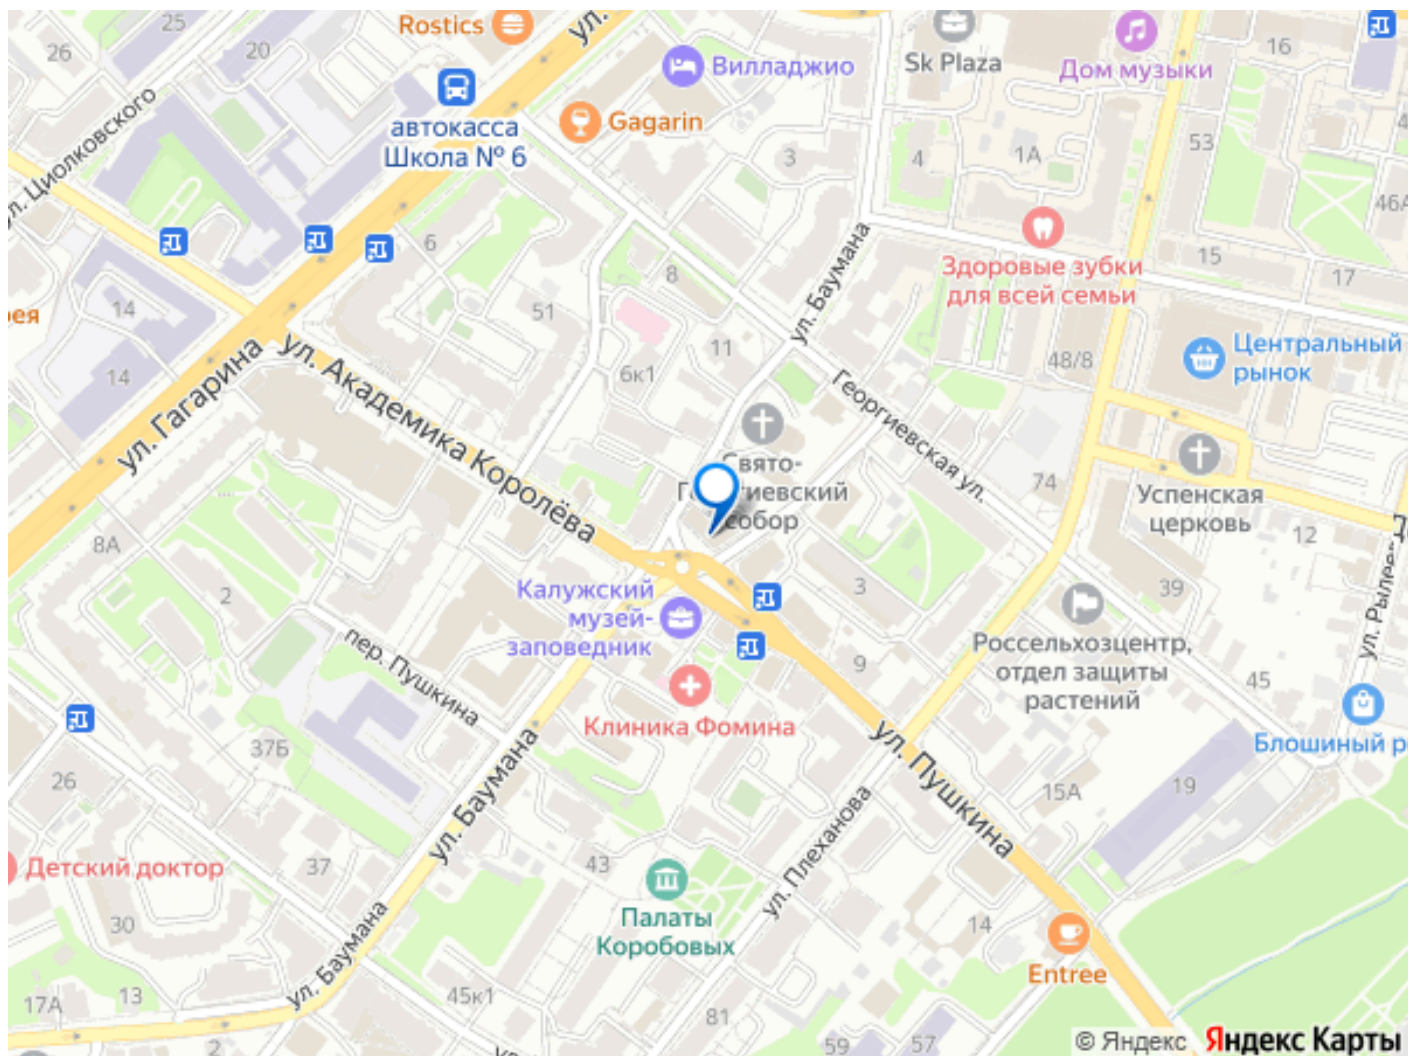 25
26
20
Rostics
автокасса
Школа № 6
ул. Циолковского
Вилладжио
Gagarin
Sk Plaza
Дом музыки
16
53
3
4
1А
46А
6
8
51
11
6к1
ул. Баумана
Здоровые зубки
для всей семьи
15
17
48/8
Центральный
рынок
14
14
ул. Гагарина
ул. Академика Королёва
Георгиевская ул.
Свято-
собор
74
Успенская
церковь
12
39
ул.
8А
2
пер. Пушкина
Калужский
музей-
заповедник
Клиника Фомина
3
9
Россельхозцентр,
отдел защиты
растений
45
Блошиный
19
15А
ул. Пушкина
ул. Плеханова
37Б
26
ул. Баумана
Детский доктор
37
30
43
Палаты
Коробовых
14
Entree
ул. Баумана
17А
13
2
45к1
81
59
57
© Яндекс Яндекс Карты